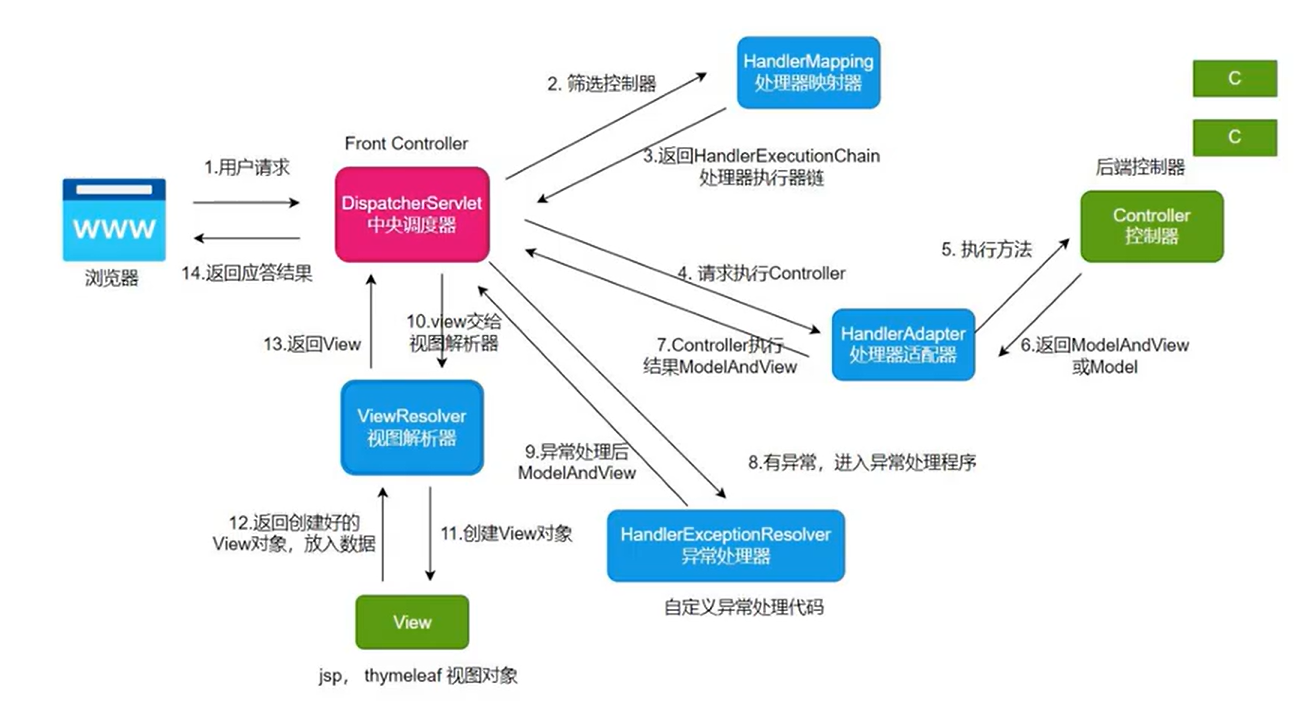 HandlerMapping
处理器映射器
C
2. 筛选控制器
C
Front Controller
3.返回HandlerExecutionChain
处理器执行器链
1.用户请求
后端控制器
DispatcherServlet
中央调度器
WWW
Controller
控制器
5. 执行方法
浏览器
14.返回应答结果
4. 请求执行Controller
10.view交给
视图解析器
13.返回View
7.Controller执行
结果ModelAndView
HandlerAdapter
处理器适配器
6.返回ModelAndView
或Model
ViewResolver
视图解析器
9.异常处理后
ModelAndView
8.有异常，进入异常处理程序
12.返回创建好的
View对象，放入数据
11.创建View对象
HandlerExceptionResolver
异常处理器
自定义异常处理代码
View
jsp， thymeleaf 视图对象